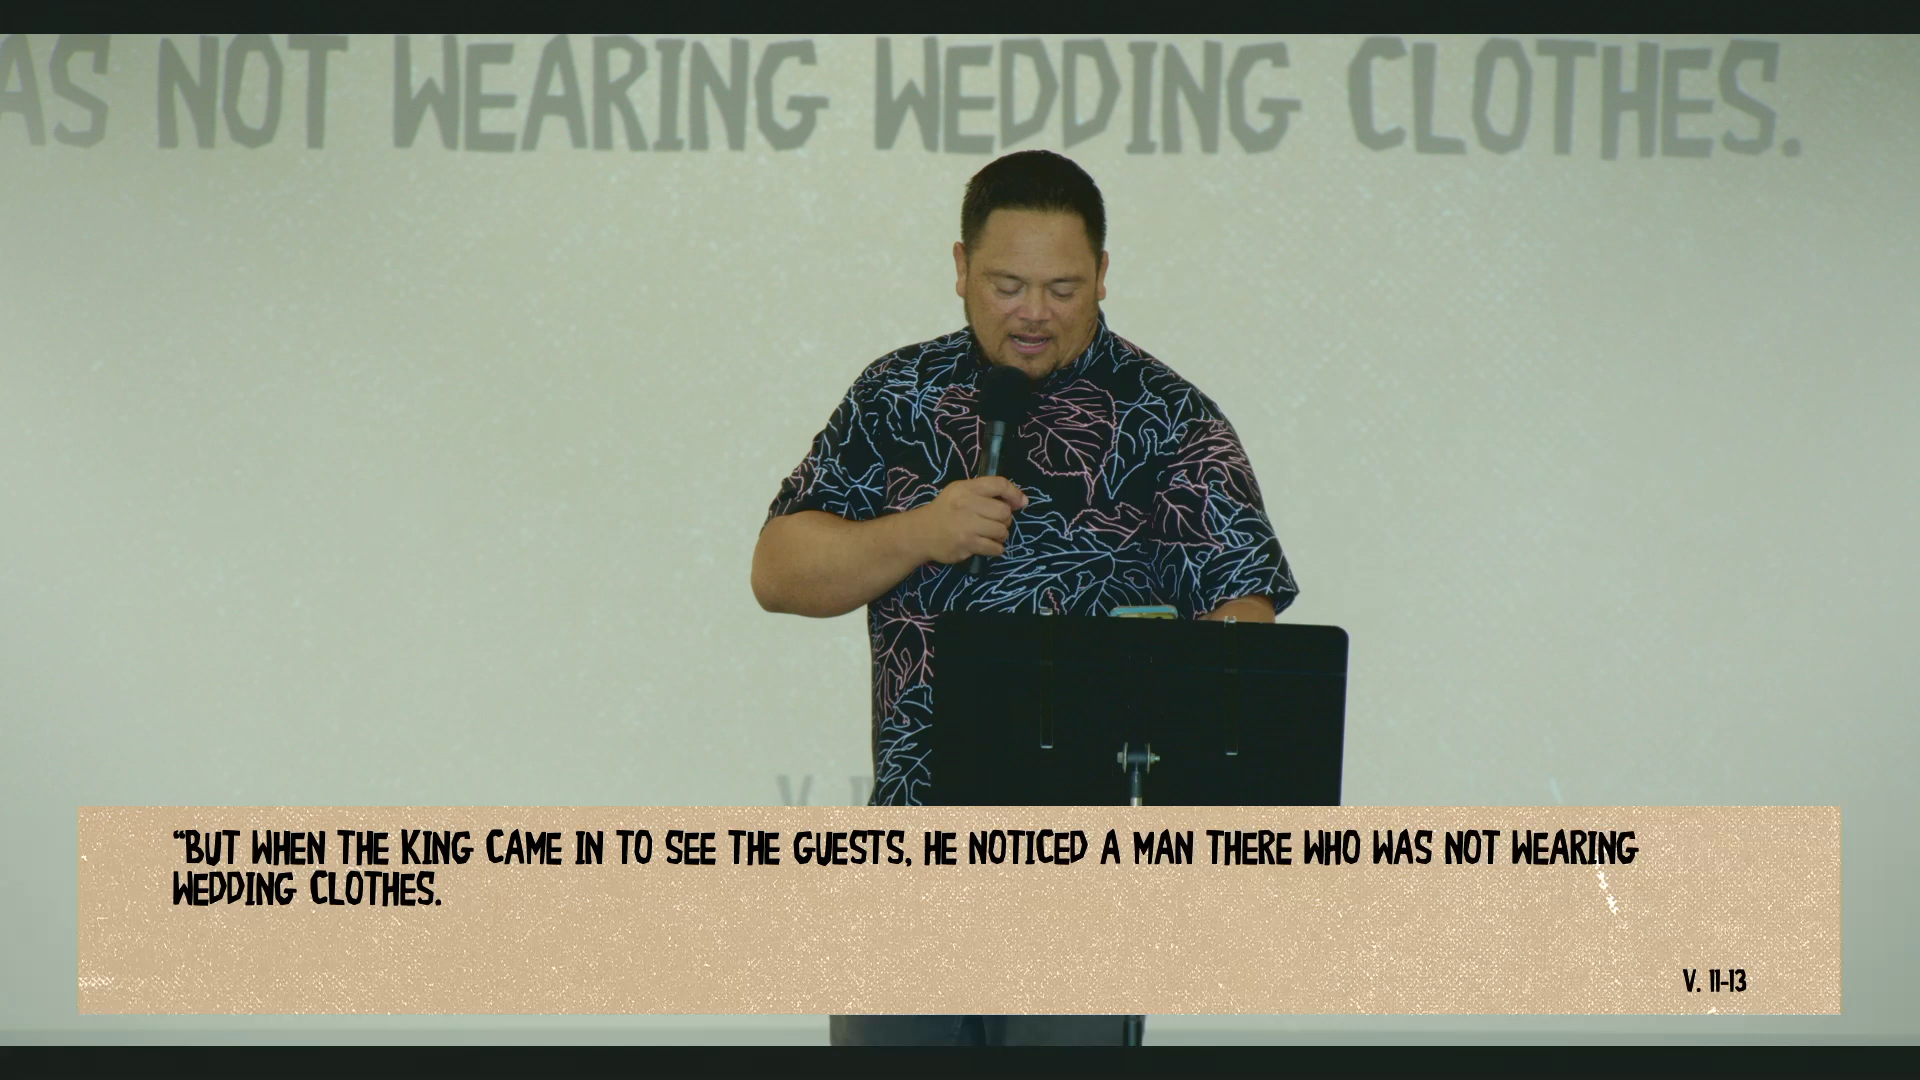 AS NOT WEARING WEDDING CLOTHES.
"BUT WHEN THE KING CAME IN TO SEE THE GUESTS, HE NOTICED A MAN THERE WHO WAS NOT WEARING
WEDDING CLOTHES.
V. 11-13